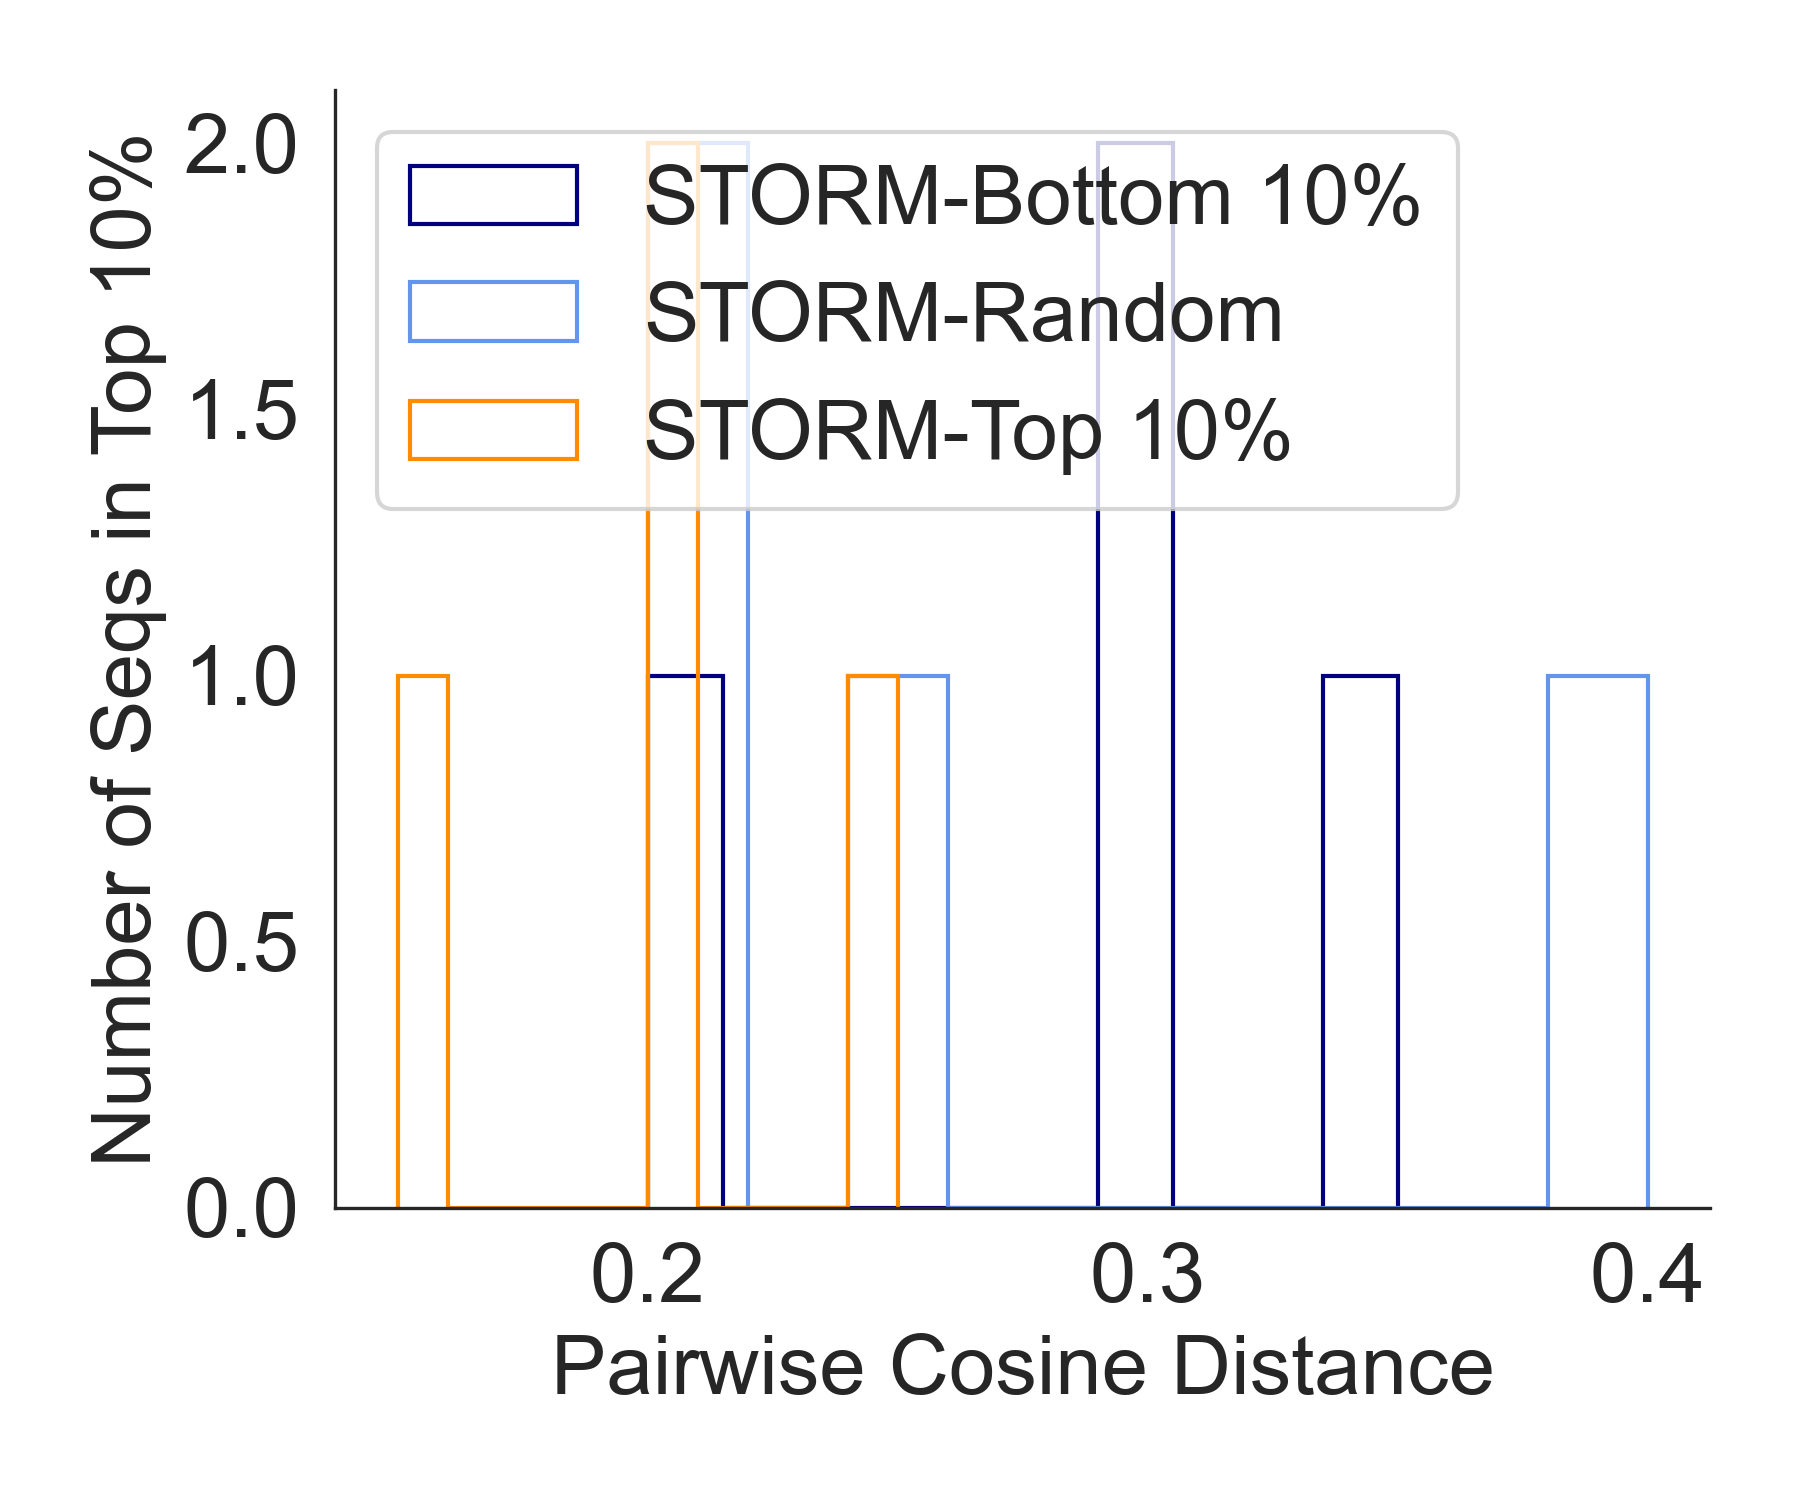 Number of Seqs in Top 10%
2.0
1.5
1.0
0.5
0.0
STORM-Bottom 10%
STORM-Random
STORM-Top 10%
0.2 0.3 0.4
Pairwise Cosine Distance